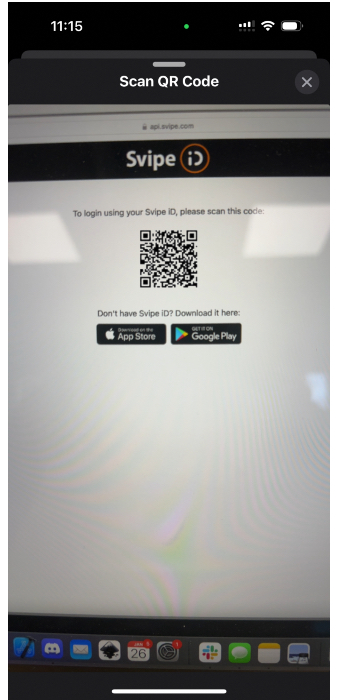 11:15
Scan QR Code
api.svipe.com
Svipe iD
To login using your Svipe iD, please scan this code:
Don't have Svipe iD? Download it here:
Download on the
App Store
GET IT ON
Google Play
26